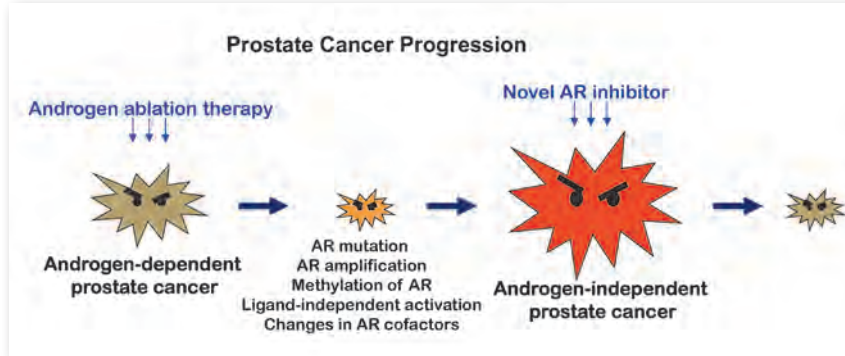 Prostate Cancer Progression
Androgen ablation therapy
Novel AR inhibitor
Androgen-dependent
prostate cancer
AR mutation
AR amplification
Methylation of AR
Ligand-independent activation
Changes in AR cofactors
Androgen-independent
prostate cancer